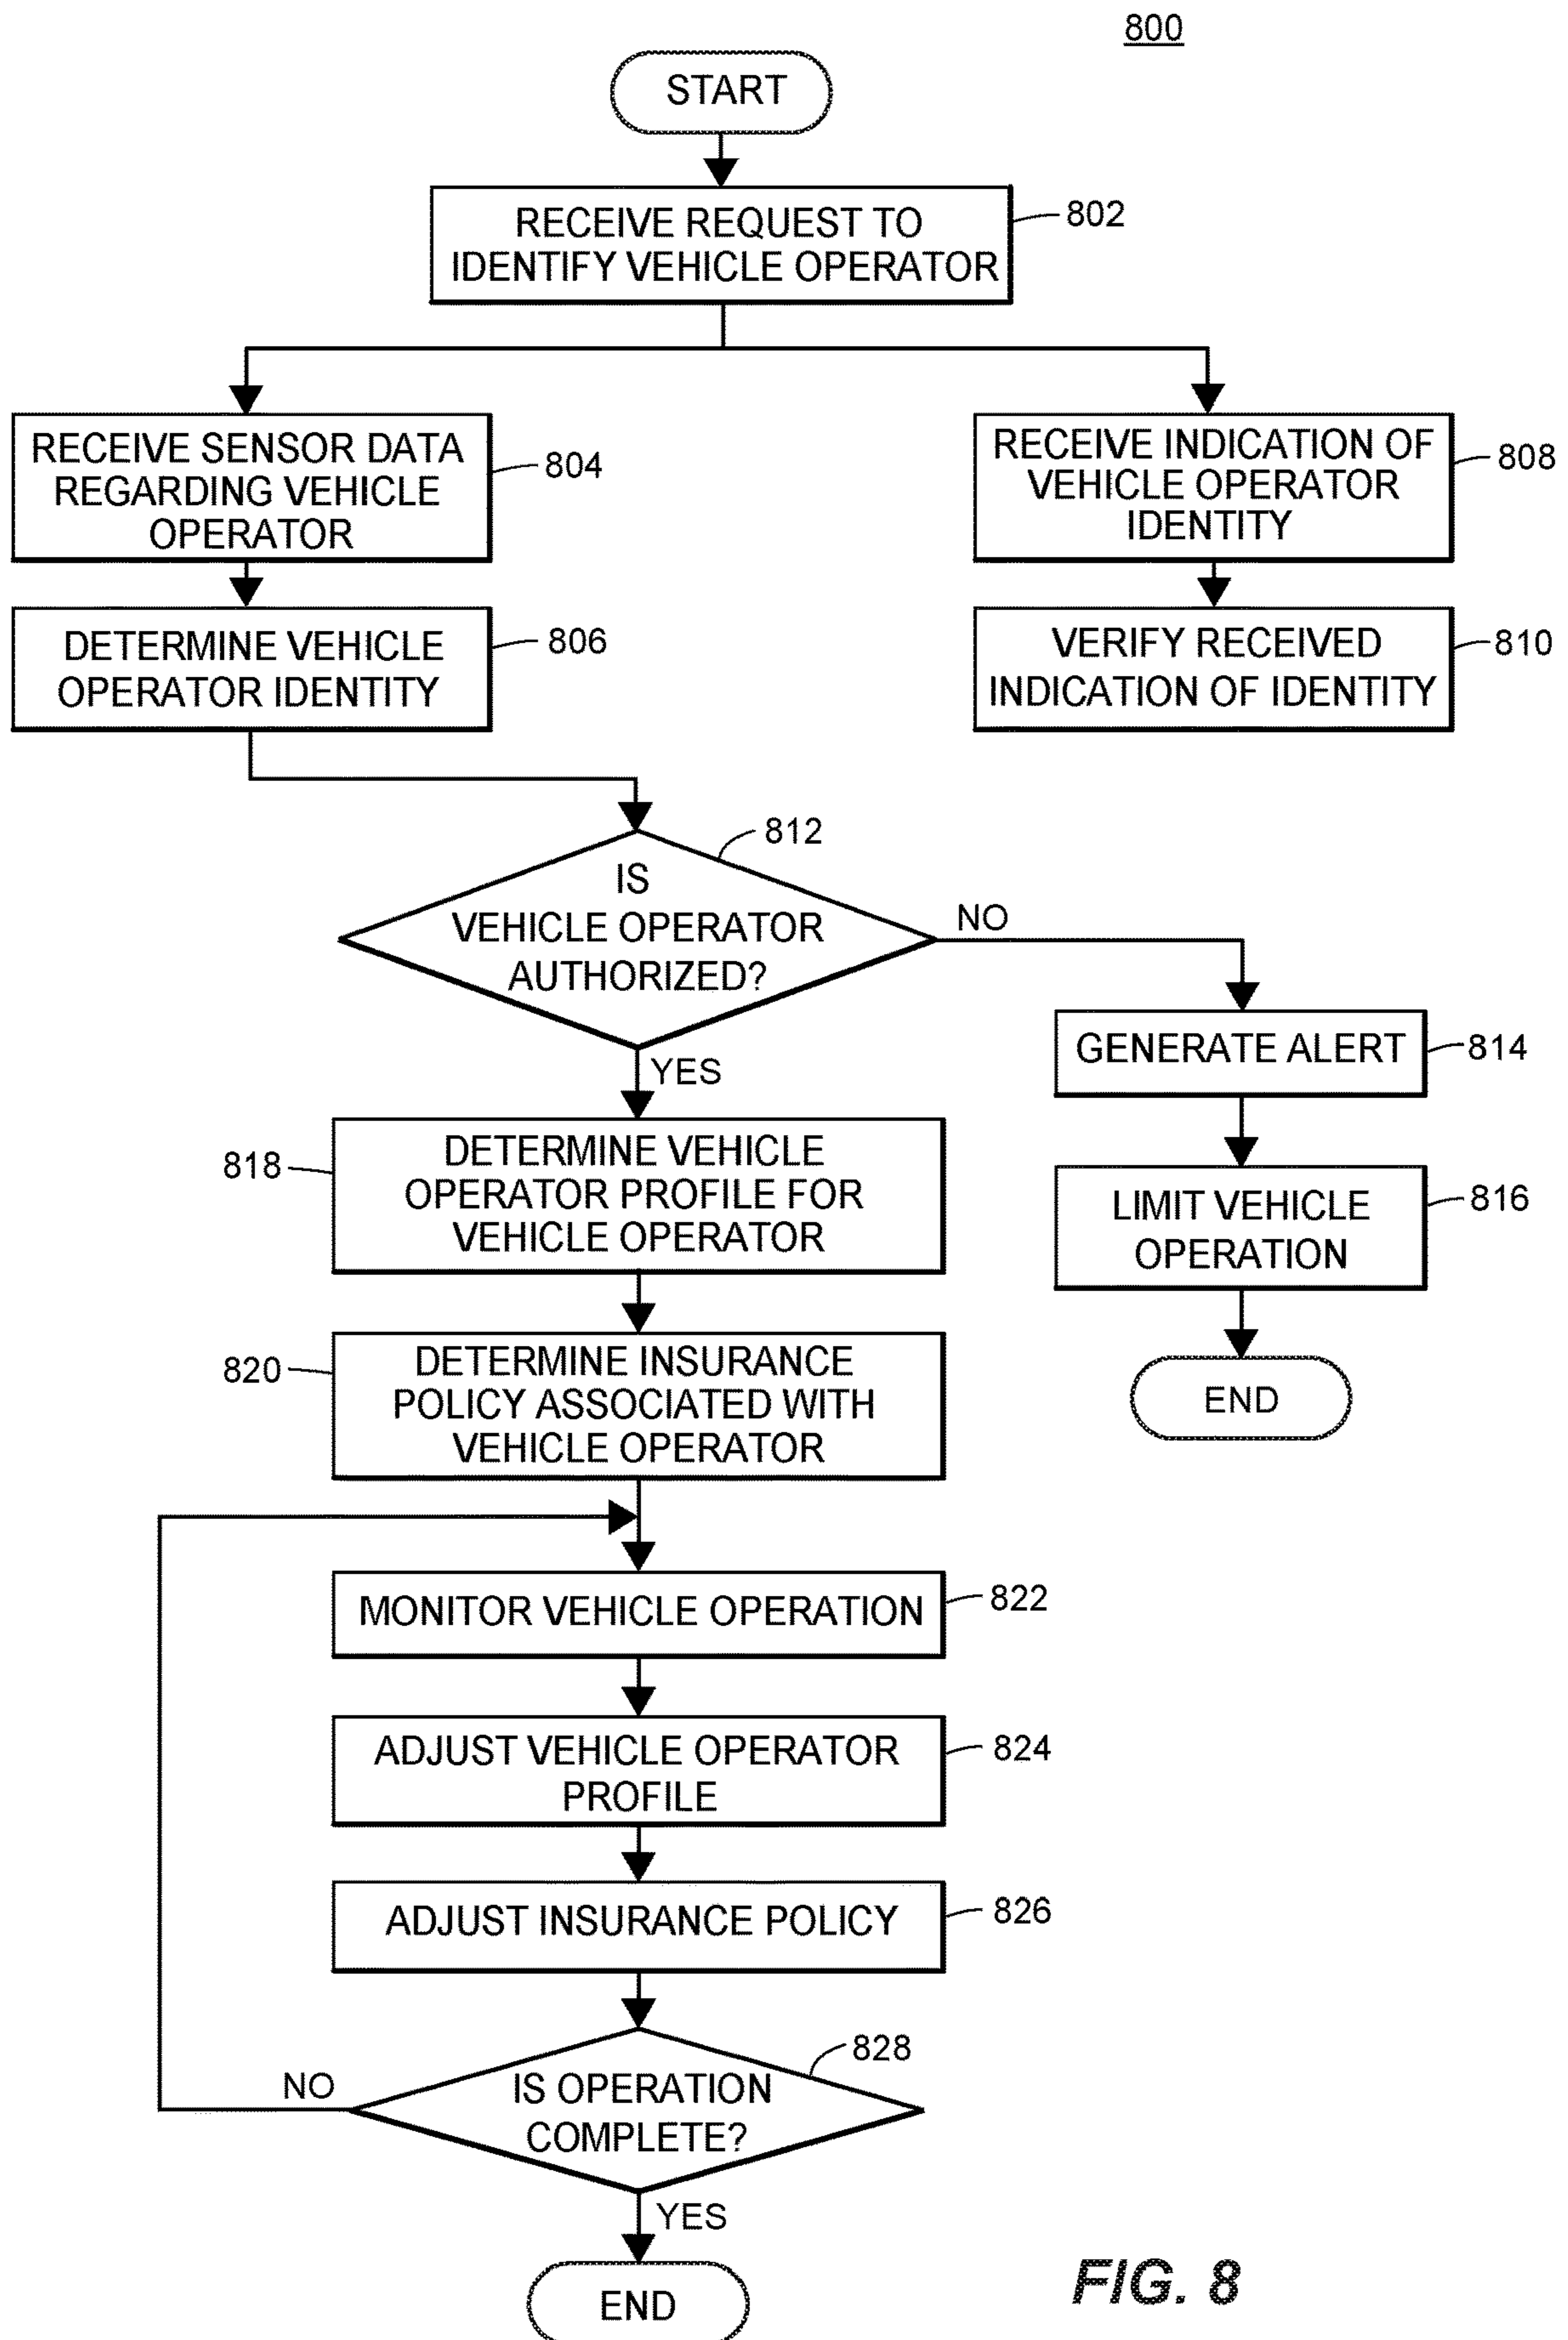 800
START
RECEIVE REQUEST TO
IDENTIFY VEHICLE OPERATOR
802
RECEIVE SENSOR DATA
REGARDING VEHICLE
OPERATOR
804
RECEIVE INDICATION OF
VEHICLE OPERATOR
IDENTITY
808
DETERMINE VEHICLE
OPERATOR IDENTITY
806
VERIFY RECEIVED
INDICATION OF IDENTITY
810
812
IS
VEHICLE OPERATOR
AUTHORIZED?
NO
YES
GENERATE ALERT
814
818
DETERMINE VEHICLE
OPERATOR PROFILE FOR
VEHICLE OPERATOR
LIMIT VEHICLE
OPERATION
816
820
DETERMINE INSURANCE
POLICY ASSOCIATED WITH
VEHICLE OPERATOR
END
MONITOR VEHICLE OPERATION
822
ADJUST VEHICLE OPERATOR
PROFILE
824
ADJUST INSURANCE POLICY
826
828
IS OPERATION
COMPLETE?
NO
YES
END
FIG. 8